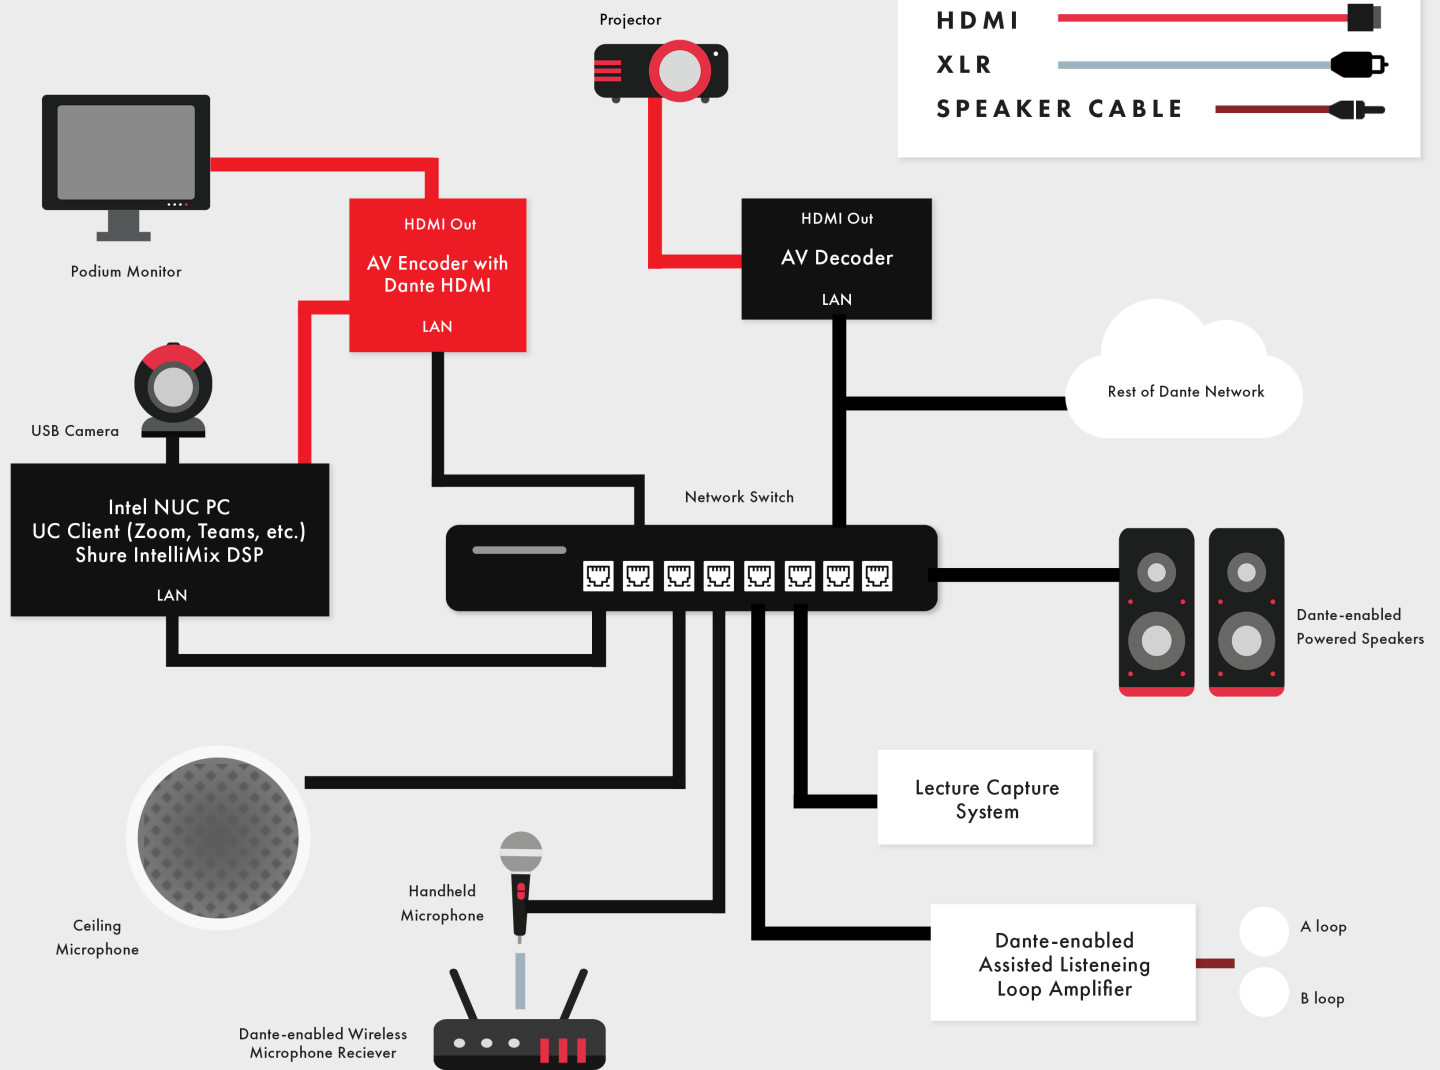 Projector
HDMI
XLR
SPEAKER CABLE
Podium Monitor
HDMI Out
AV Encoder with
Dante HDMI
LAN
HDMI Out
AV Decoder
LAN
Rest of Dante Network
USB Camera
Intel NUC PC
UC Client (Zoom, Teams, etc.)
Shure IntelliMix DSP
LAN
Network Switch
Dante-enabled
Powered Speakers
Lecture Capture
System
Ceiling
Microphone
Handheld
Microphone
Dante-enabled
Assisted Listeneing
Loop Amplifier
A loop
B loop
Dante-enabled Wireless
Microphone Reciever